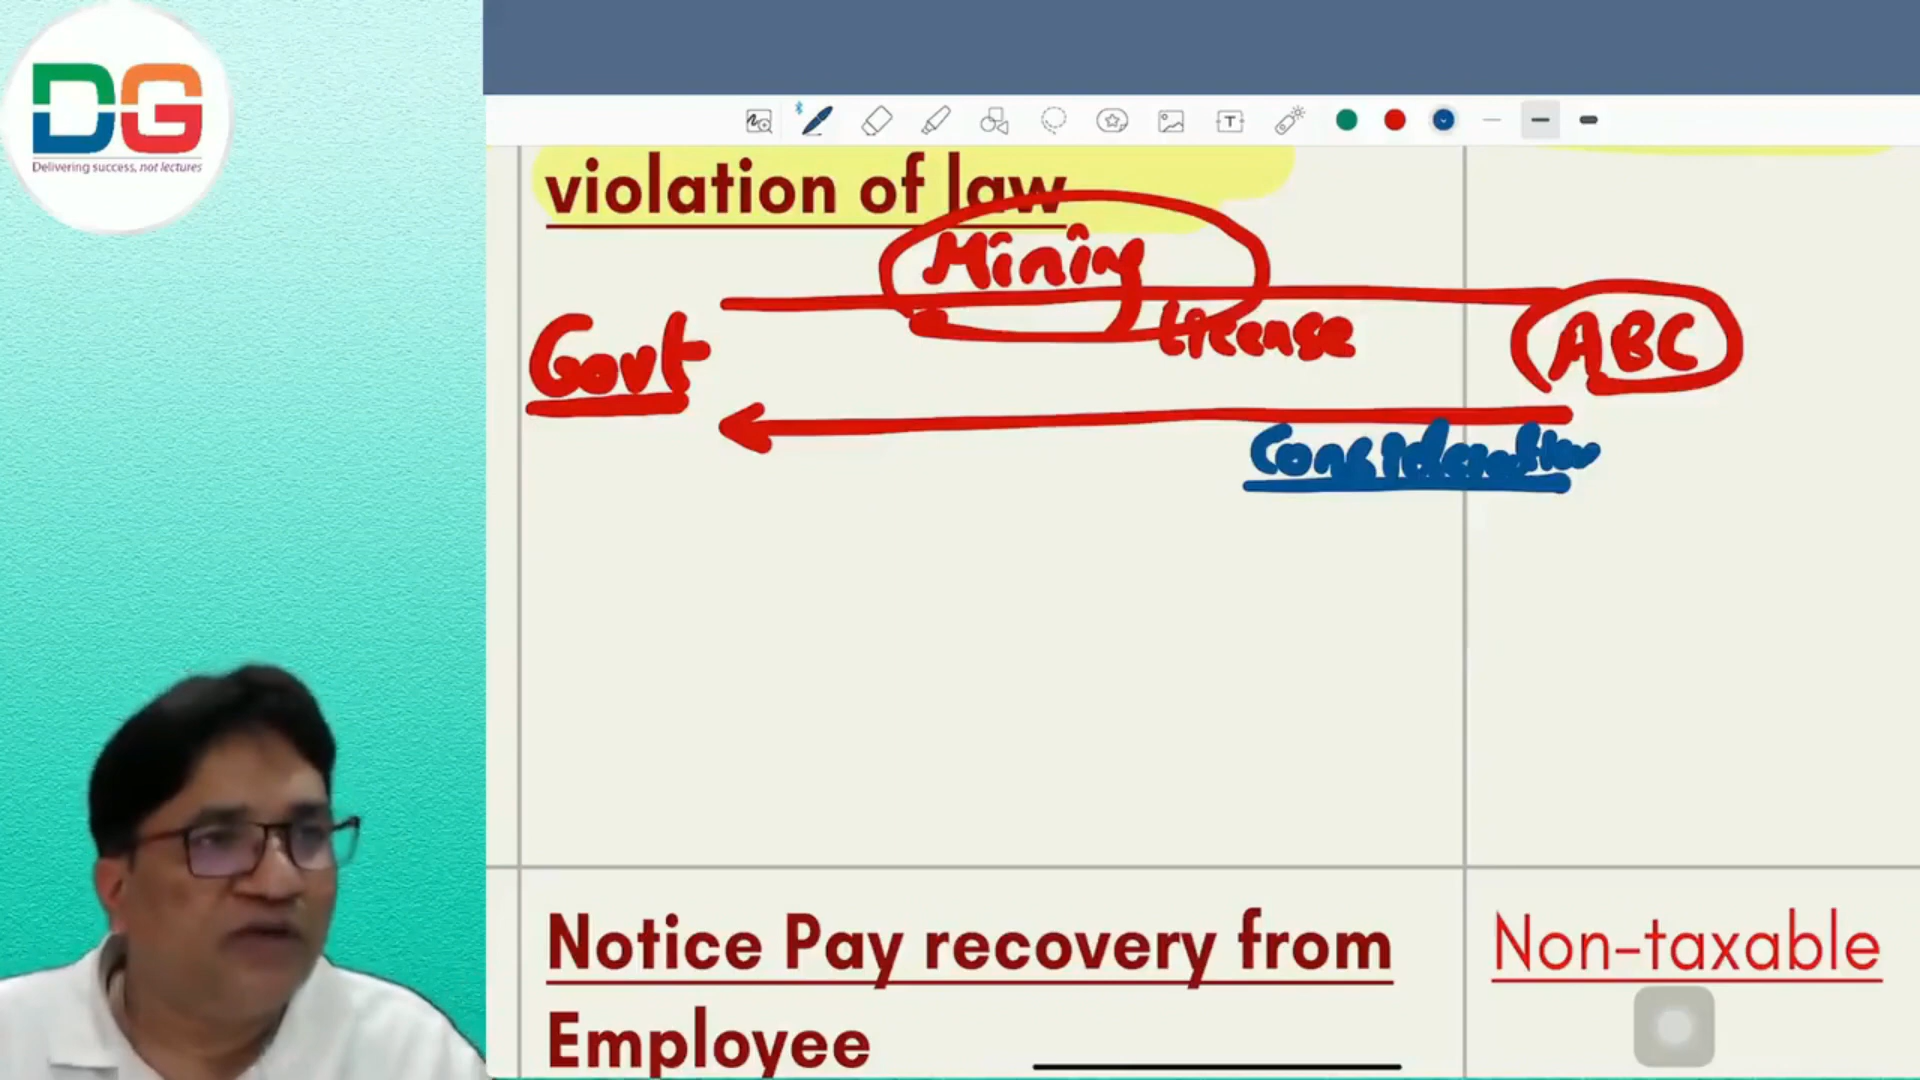 DG
Delivering success, not lectures
violation of law
Mining
License
Govt
ABC
Consideration
Notice Pay recovery from
Employee
Non-taxable